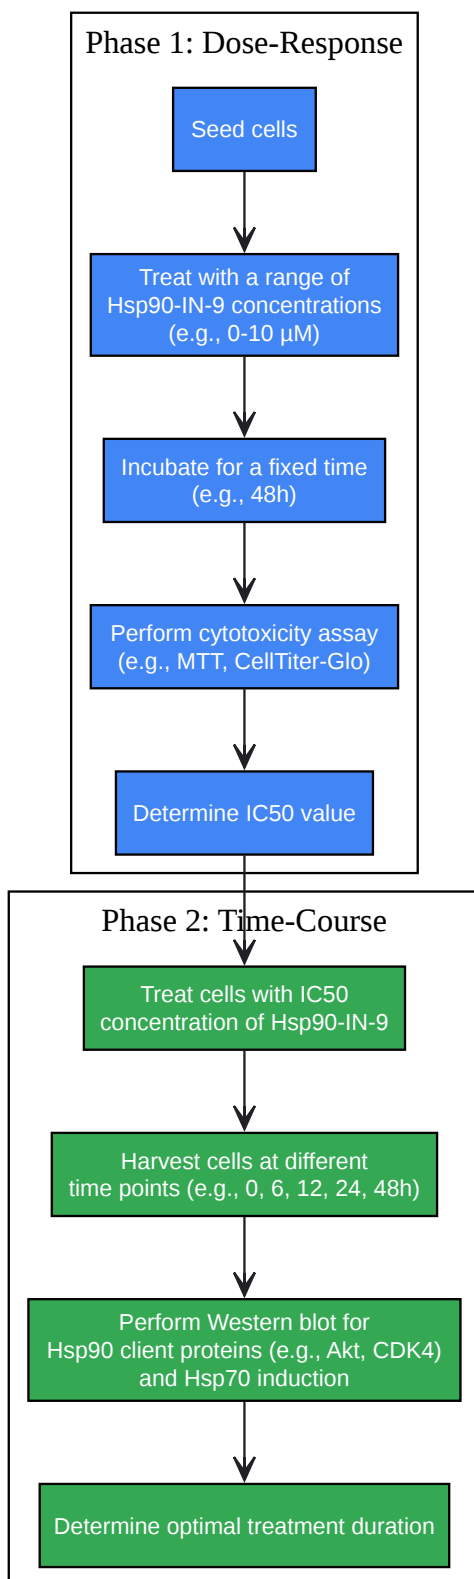 Phase 1: Dose-Response
Seed cells
Treat with a range of
Hsp90-IN-9 concentrations
(e.g., 0-10 µM)
Incubate for a fixed time
(e.g., 48h)
Perform cytotoxicity assay
(e.g., MTT, CellTiter-Glo)
Determine IC50 value
Phase 2: Time-Course
Treat cells with IC50
concentration of Hsp90-IN-9
Harvest cells at different
time points (e.g., 0, 6, 12, 24, 48h)
Perform Western blot for
Hsp90 client proteins (e.g., Akt, CDK4)
and Hsp70 induction
Determine optimal treatment duration